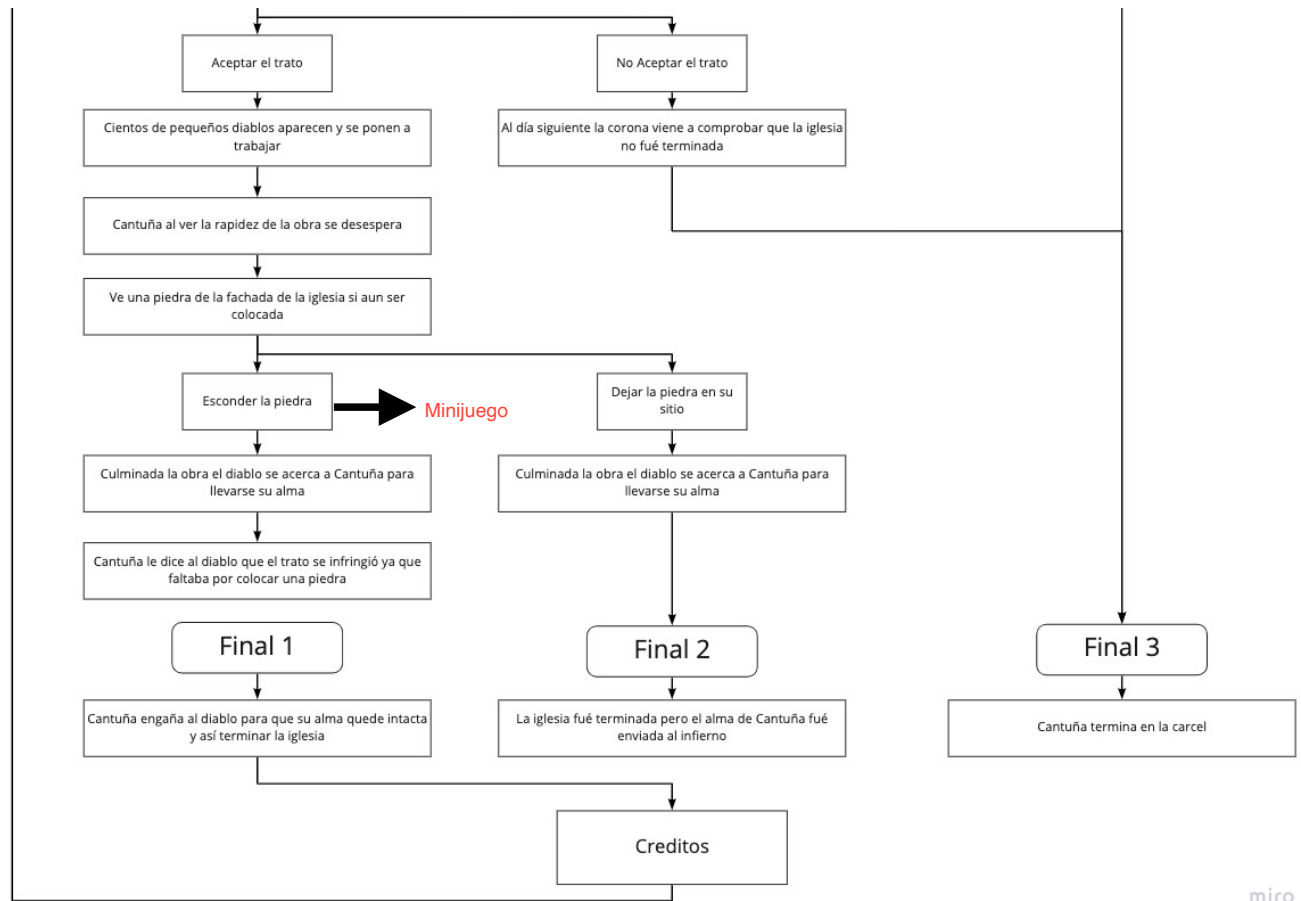 Aceptar el trato
No Aceptar el trato
Cientos de pequeños diablos aparecen y se ponen a
trabajar
Al día siguiente la corona viene a comprobar que la iglesia
no fué terminada
Cantuña al ver la rapidez de la obra se desespera
Ve una piedra de la fachada de la iglesia si aun ser
colocada
Esconder la piedra
Minijuego
Dejar la piedra en su
sitio
Culminada la obra el diablo se acerca a Cantuña para
llevarse su alma
Culminada la obra el diablo se acerca a Cantuña para
llevarse su alma
Cantuña le dice al diablo que el trato se infringió ya que
faltaba por colocar una piedra
Final 1
Final 2
Final 3
Cantuña engaña al diablo para que su alma quede intacta
y así terminar la iglesia
La iglesia fué terminada pero el alma de Cantuña fué
enviada al infierno
Cantuña termina en la carcel
Creditos
miro